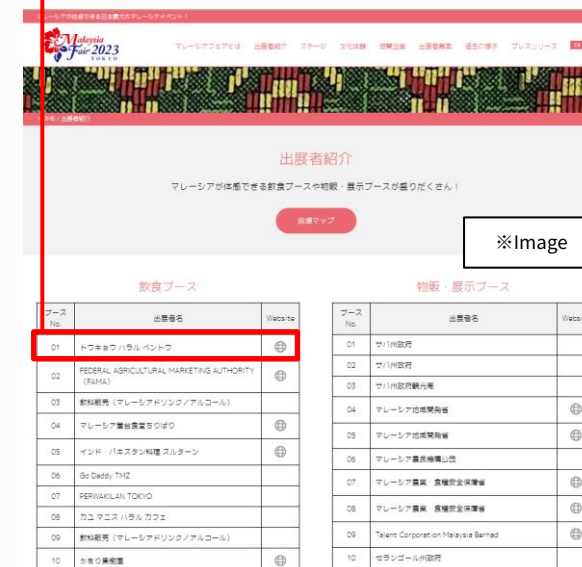 マレーシアが体感できる日本最大のマレーシアイベント!
Malaysia
Fair 2023
TOKYO
マレーシアフェアとは 出展者紹介 ステージ 文化体験 協賛企画 出展者募集 過去の様子 プレスリリース
HOME / 出展者紹介
出展者紹介
マレーシアが体感できる飲食ブースや物販・展示ブースが盛りだくさん!
会場マップ
※Image
飲食ブース
ブース No. 出展者名 Website
01 トウキョウ ハラル ベントウ
02 FEDERAL AGRICULTURAL MARKETING AUTHORITY
(FAMA)
03 飲料販売(マレーシアドリンク/アルコール)
04 マレーシア屋台食堂ちりばり
05 インド・パキスタン料理 スルターン
06 Go Daddy TMZ
07 PERWAKILAN TOKYO
08 カユ マニス ハラル カフェ
09 飲料販売(マレーシアドリンク/アルコール)
10 かをり果樹園
物販・展示ブース
ブース No. 出展者名
01 サバ州政府
02 サバ州政府
03 サバ州政府観光局
04 マレーシア地域開発省
05 マレーシア地域開発省
06 マレーシア農民機構公団
07 マレーシア農業・食糧安全保障省
08 マレーシア農業・食糧安全保障省
09 Talent Corporation Malaysia Berhad
10 セランゴール州政府